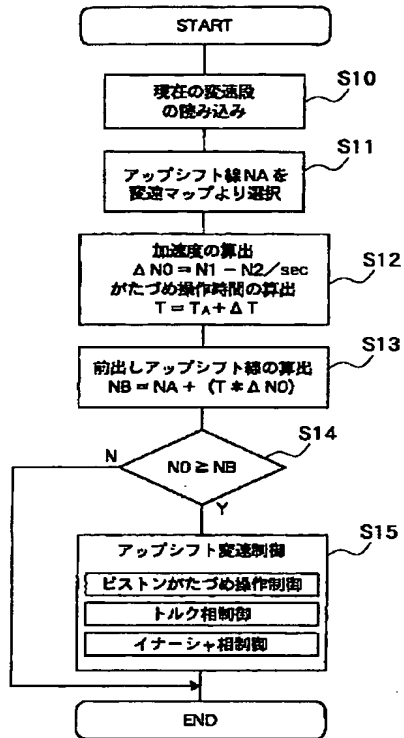 START
現在の変速段
の読み込み
S10
アップシフト線NAを
変速マップより選択
S11
加速度の算出
ΔN0=N1−N2/sec
がたづめ操作時間の算出
T=TA+ΔT
S12
前出しアップシフト線の算出
NB=NA+(T*ΔN0)
S13
N0≧NB
S14
N
Y
アップシフト変速制御
ピストンがたづめ操作制御
トルク相制御
イナーシャ相制御
S15
END